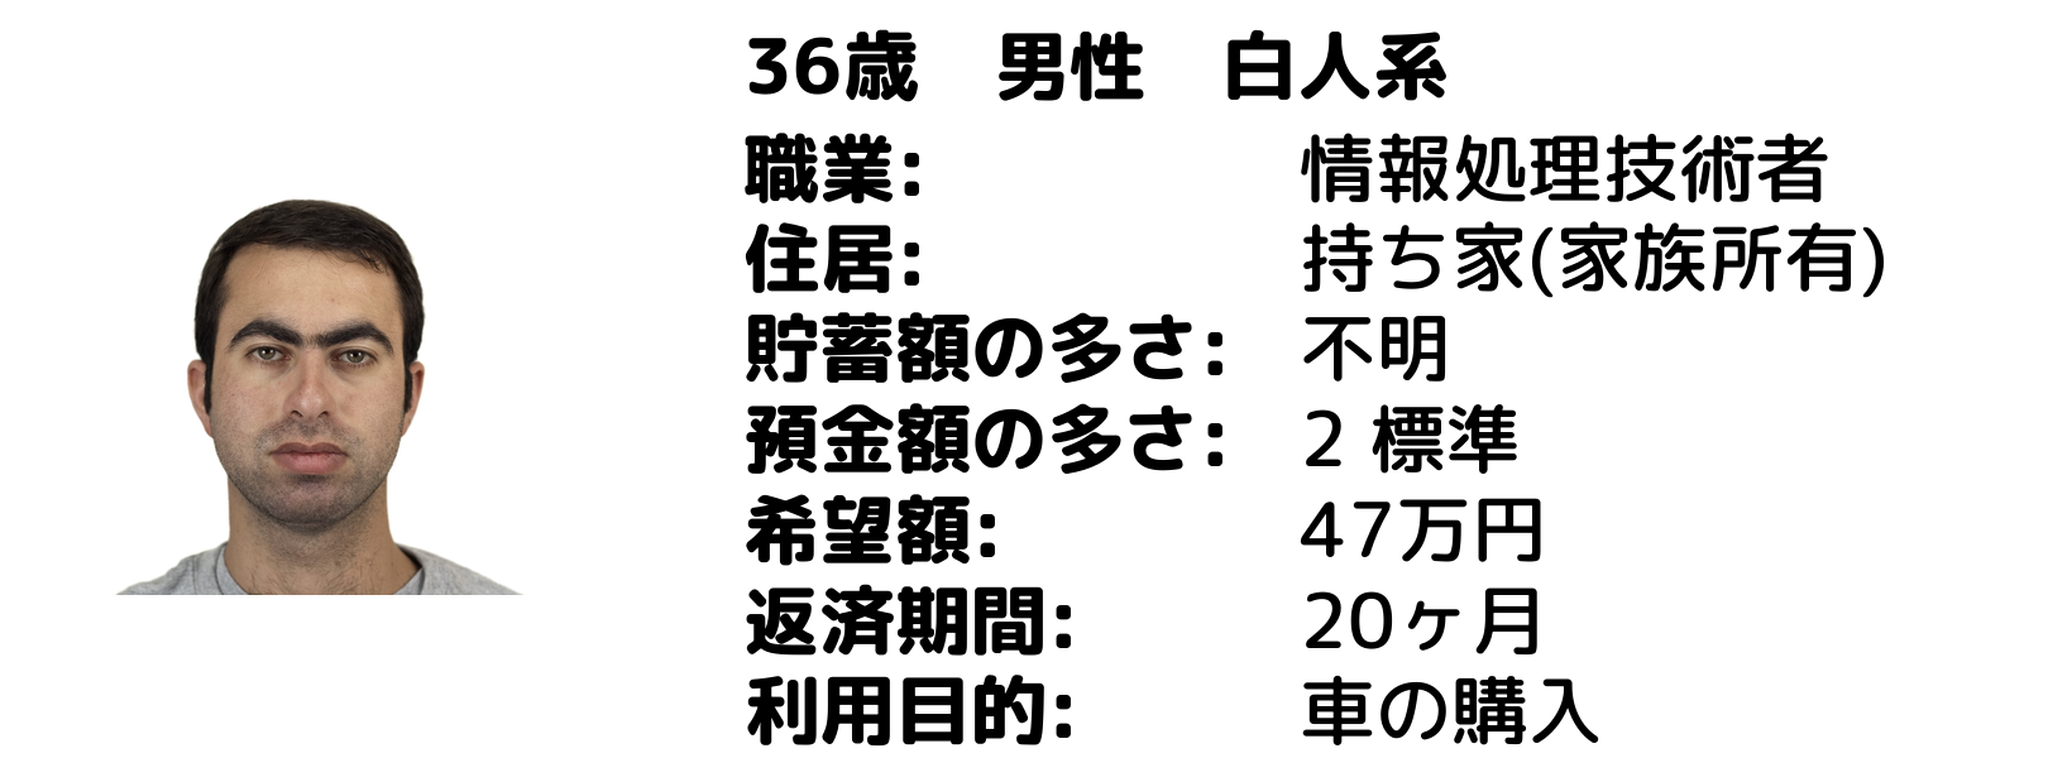 36歳　男性　白人系
職業: 情報処理技術者
住居: 持ち家(家族所有)
貯蓄額の多さ: 不明
預金額の多さ: 2 標準
希望額: 47万円
返済期間: 20ヶ月
利用目的: 車の購入